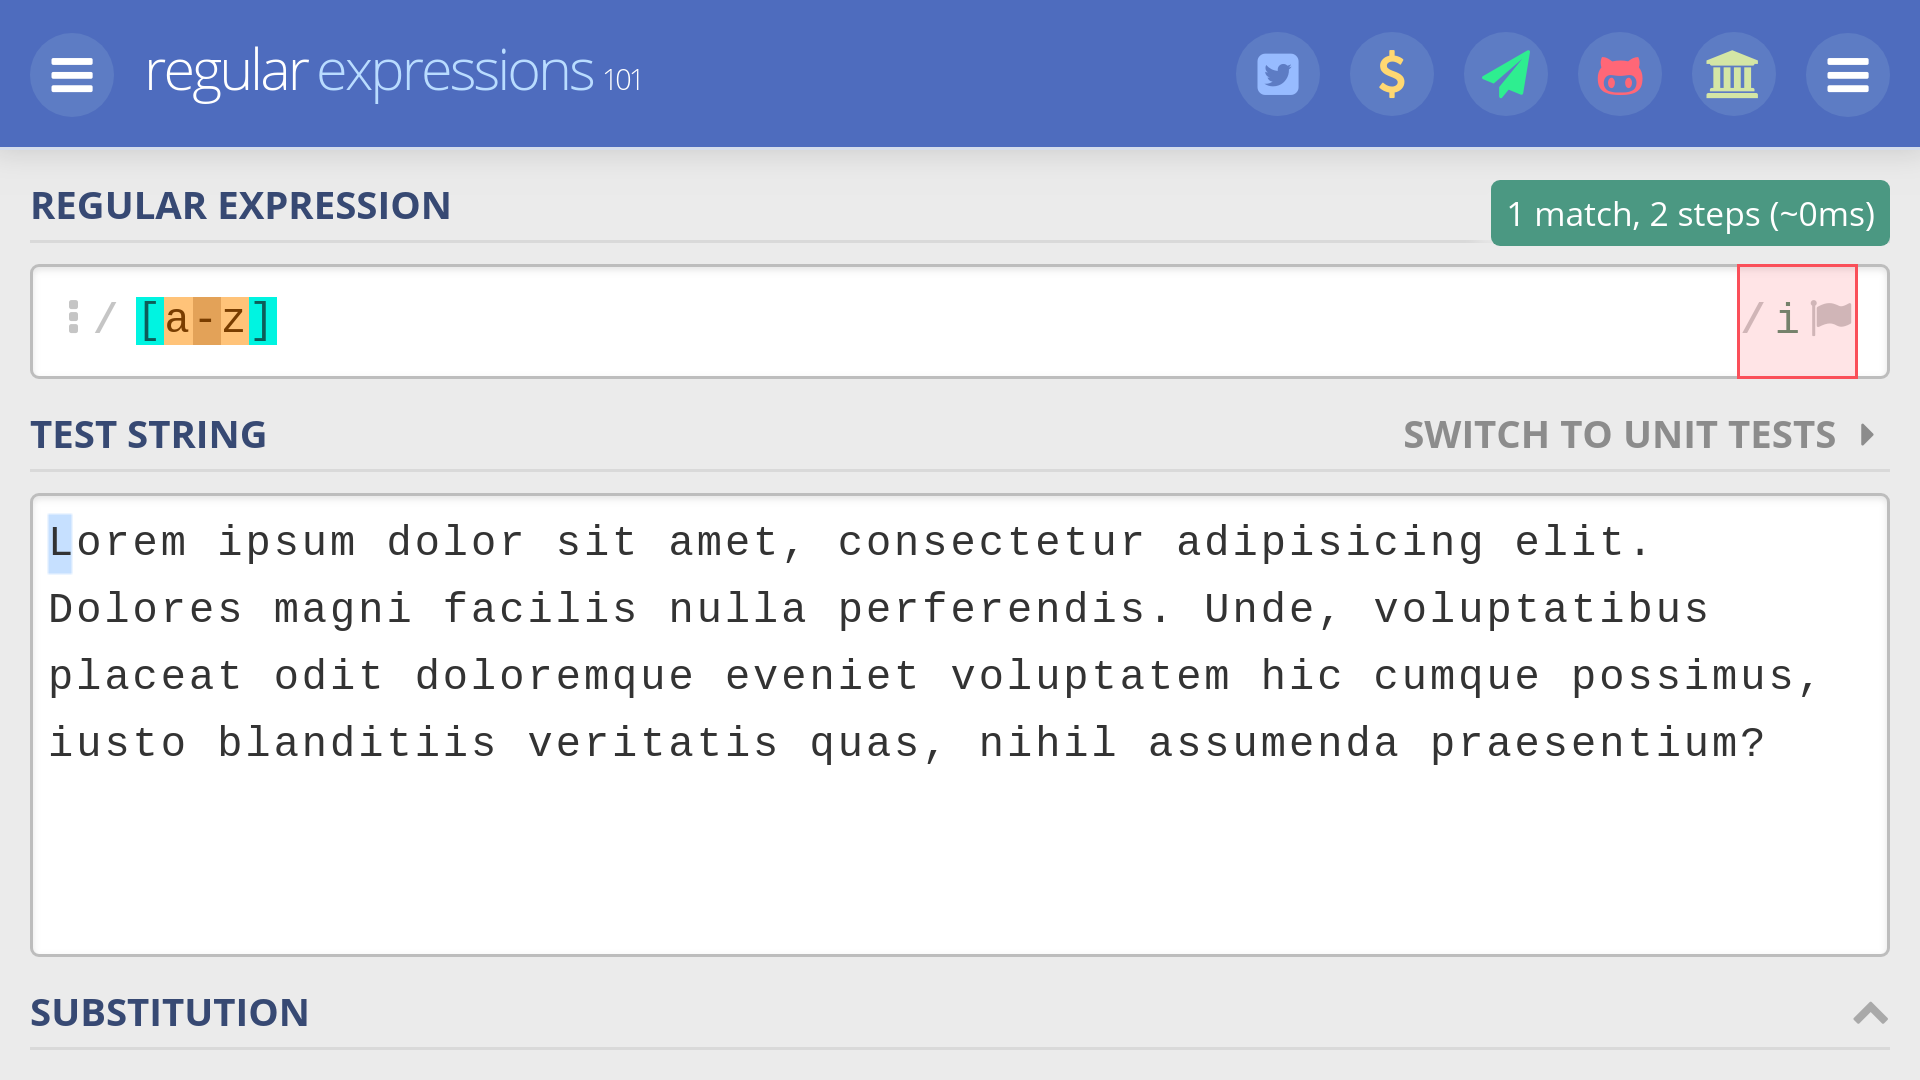 regular expressions 101
REGULAR EXPRESSION
1 match, 2 steps (~0ms)
/ [a-z] / i
TEST STRING
SWITCH TO UNIT TESTS
Lorem ipsum dolor sit amet, consectetur adipisicing elit.
Dolores magni facilis nulla perferendis. Unde, voluptatibus
placeat odit doloremque eveniet voluptatem hic cumque possimus,
iusto blanditiis veritatis quas, nihil assumenda praesentium?
SUBSTITUTION